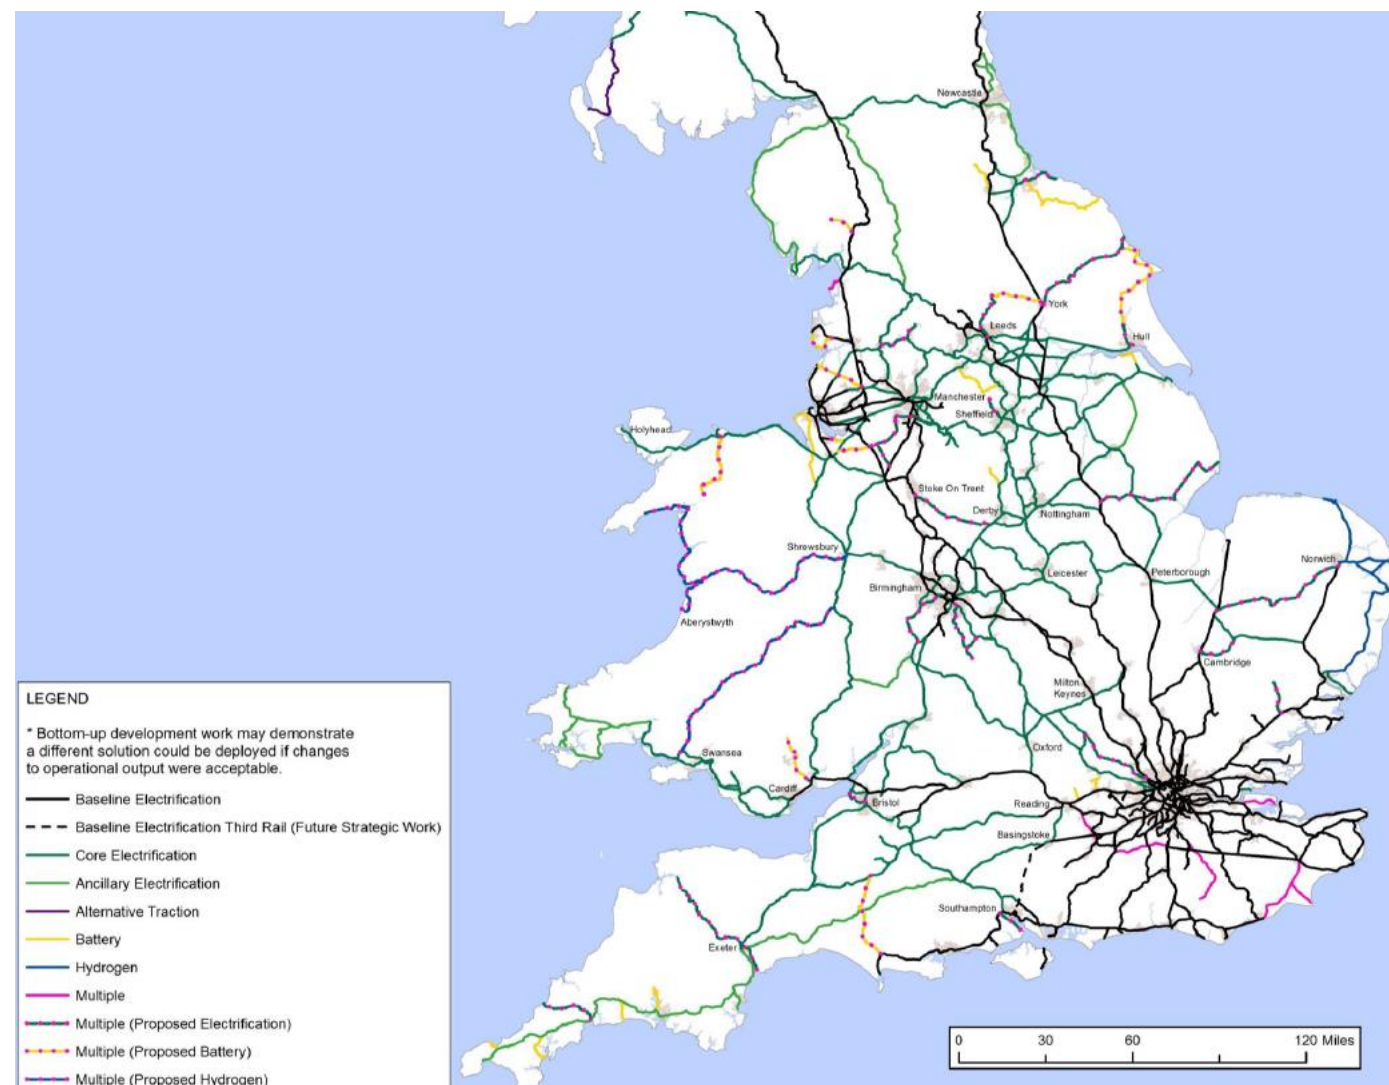 Newcastle
York
Leeds
Hull
Manchester
Sheffield
Holyhead
Stoke On Trent
Derby
Nottingham
Shrewsbury
Norwich
Leicester
Peterborough
Birmingham
Aberystwyth
Cambridge
Milton
Keynes
Swansea
Oxford
Cardiff
Bristol
Reading
Basingstoke
Southampton
Exeter
LEGEND
* Bottom-up development work may demonstrate
a different solution could be deployed if changes
to operational output were acceptable.
Baseline Electrification
Baseline Electrification Third Rail (Future Strategic Work)
Core Electrification
Ancillary Electrification
Alternative Traction
Battery
Hydrogen
Multiple
Multiple (Proposed Electrification)
Multiple (Proposed Battery)
Multiple (Proposed Hydrogen)
0 30 60 120 Miles